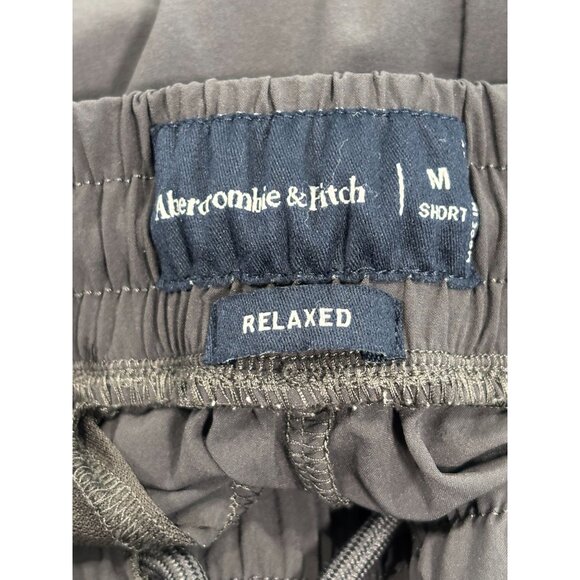 Abercrombie & Fitch
M
SHORT
RELAXED